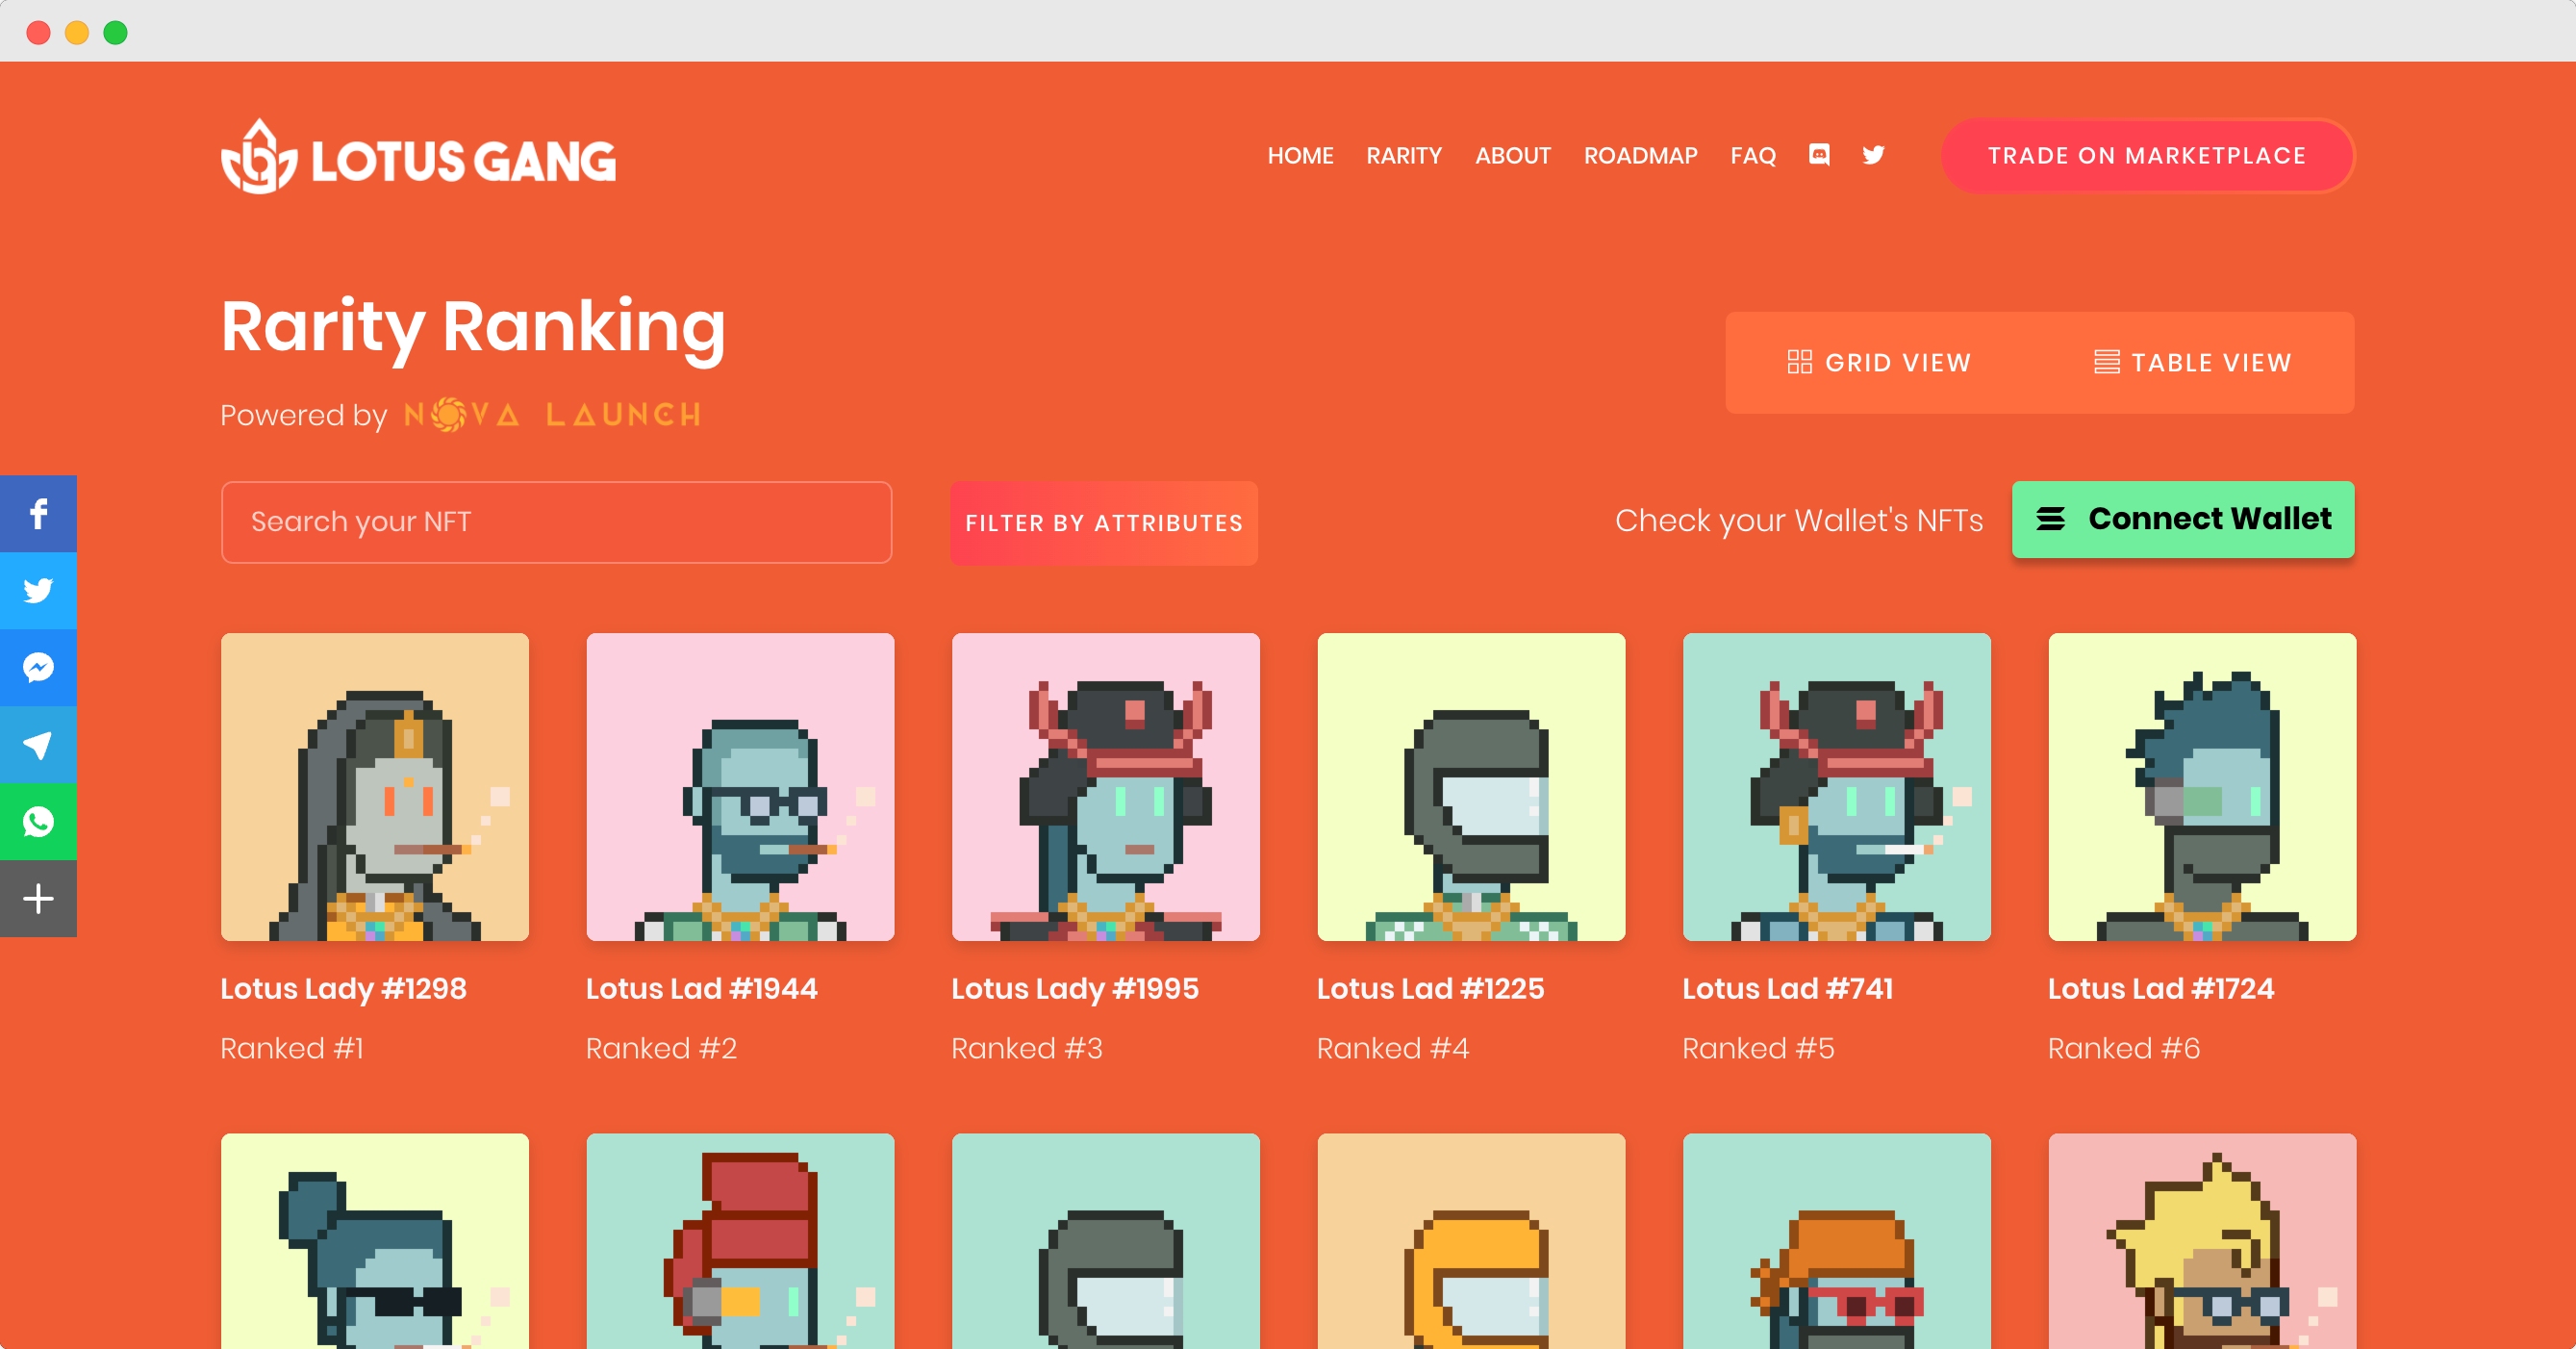 LOTUS GANG
HOME RARITY ABOUT ROADMAP FAQ
TRADE ON MARKETPLACE
Rarity Ranking
GRID VIEW TABLE VIEW
Powered by NOVA LAUNCH
Search your NFT
FILTER BY ATTRIBUTES
Check your Wallet's NFTs
Connect Wallet
Lotus Lady #1298
Ranked #1
Lotus Lad #1944
Ranked #2
Lotus Lady #1995
Ranked #3
Lotus Lad #1225
Ranked #4
Lotus Lad #741
Ranked #5
Lotus Lad #1724
Ranked #6